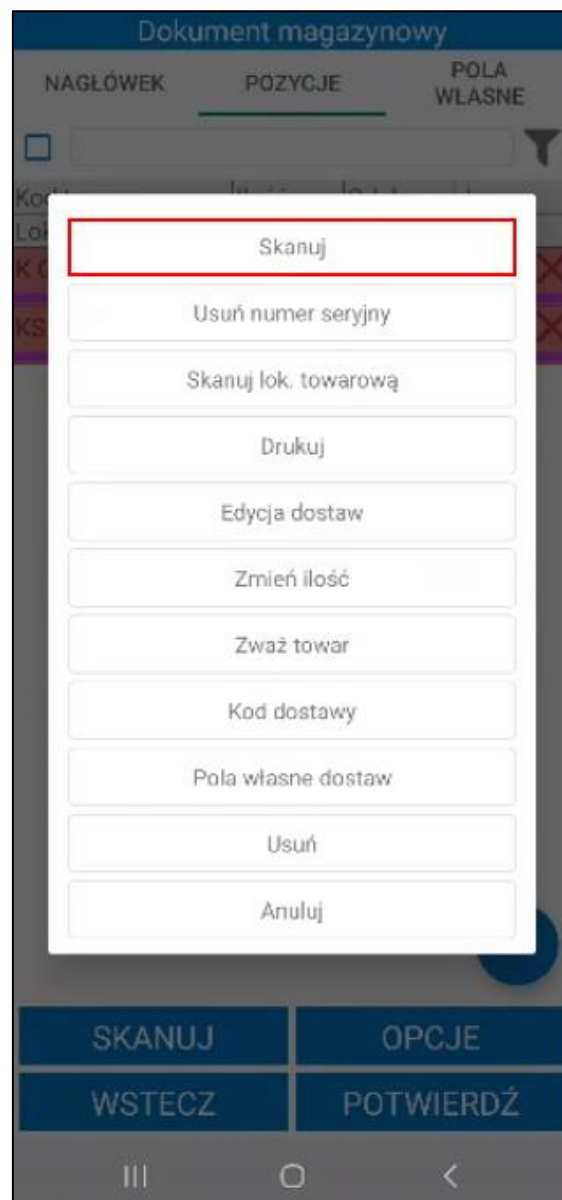 Dokument magazynowy
NAGŁÓWEK POZYCJE POLA WŁASNE
Skanuj
Usuń numer seryjny
Skanuj lok. towarową
Drukuj
Edycja dostaw
Zmień ilość
Zważ towar
Kod dostawy
Pola własne dostaw
Usuń
Anuluj
SKANUJ OPCJE
WSTECZ POTWIERDŹ